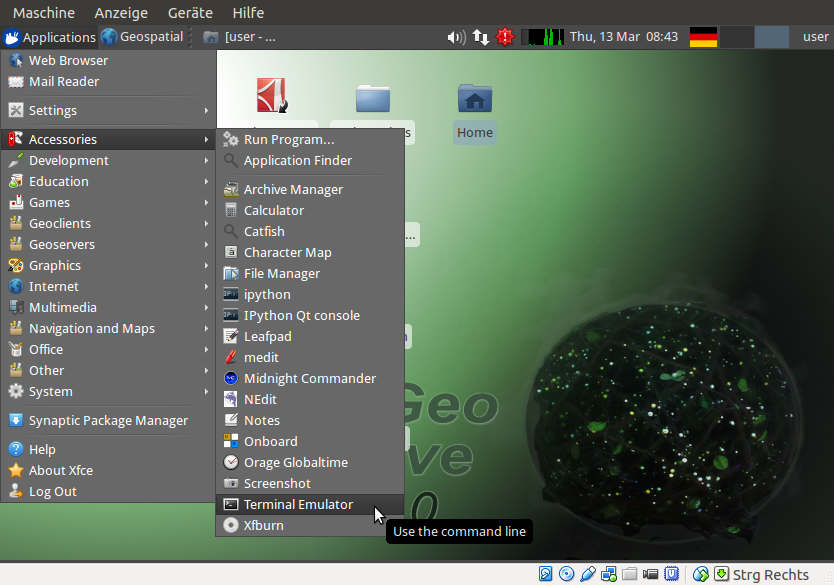 Maschine Anzeige Geräte Hilfe
Applications Geospatial [user - ... Thu, 13 Mar 08:43 user
Web Browser
Mail Reader
Settings
Accessories
Development
Education
Games
Geoclients
Geoservers
Graphics
Internet
Multimedia
Navigation and Maps
Office
Other
System
Synaptic Package Manager
Help
About Xfce
Log Out
Run Program...
Application Finder
Archive Manager
Calculator
Catfish
Character Map
File Manager
ipython
IPython Qt console
Leafpad
medit
Midnight Commander
NEdit
Notes
Onboard
Orage Globaltime
Screenshot
Terminal Emulator
Xfburn
Use the command line
Home
Geo
0
Strg Rechts